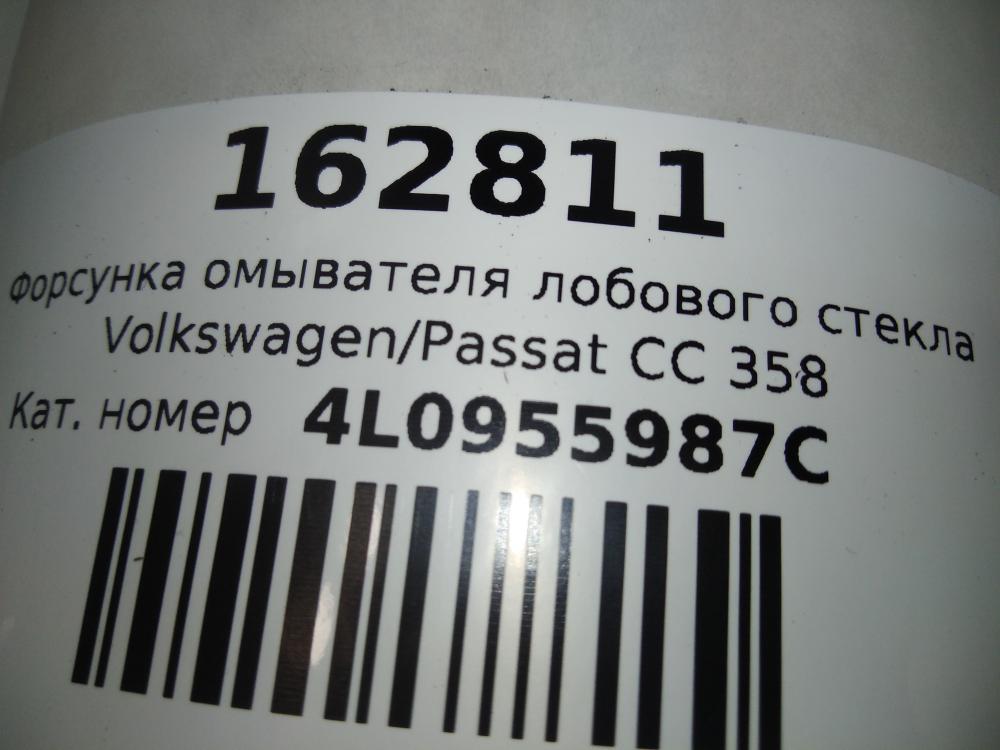 162811
Форсунка омывателя лобового стекла
Volkswagen/Passat CC 358
Кат. номер 4L0955987C